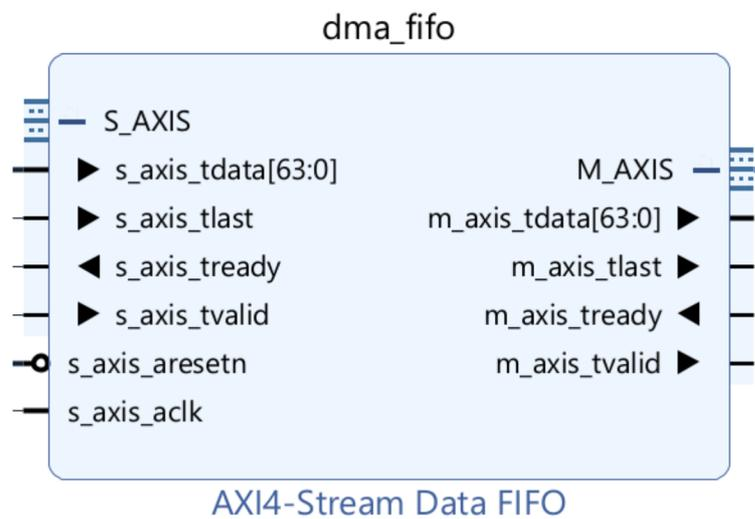 dma_fifo
S_AXIS
s_axis_tdata[63:0]
s_axis_tlast
s_axis_tready
s_axis_tvalid
s_axis_aresetn
s_axis_aclk
M_AXIS
m_axis_tdata[63:0]
m_axis_tlast
m_axis_tready
m_axis_tvalid
AXI4-Stream Data FIFO